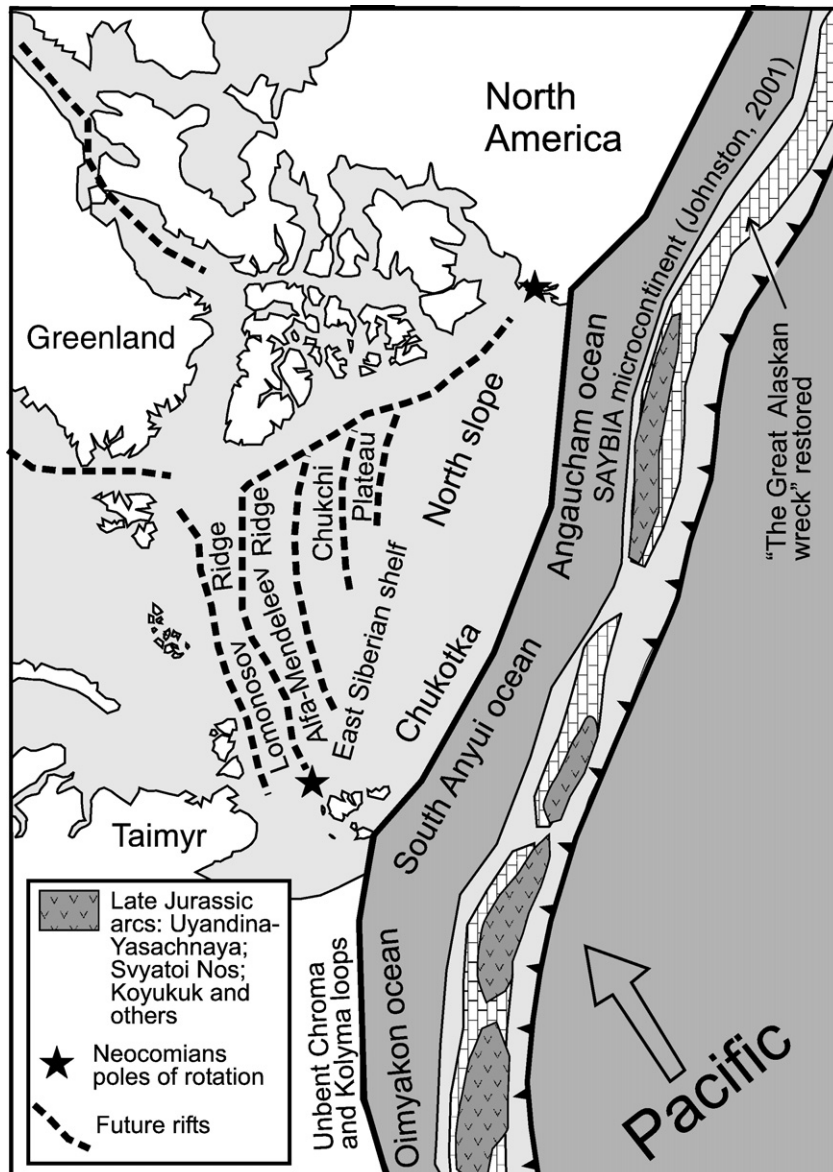 North
America
Greenland
SAYBIA microcontinent (Johnston, 2001)
Angaucham ocean
"The Great Alaskan
wreck" restored
North slope
Chukchi
Plateau
Ridge
Lomonosov
Ridge
Alfa-Mendeleev
East Siberian shelf
Chukotka
South Anyui ocean
Taimyr
Oimyakon ocean
Unbent Chroma
and Kolyma loops
Pacific
Late Jurassic
arcs: Uyandina-
Yasachnaya;
Svyatoi Nos;
Koyukuk and
others
Neocomians
poles of rotation
Future rifts